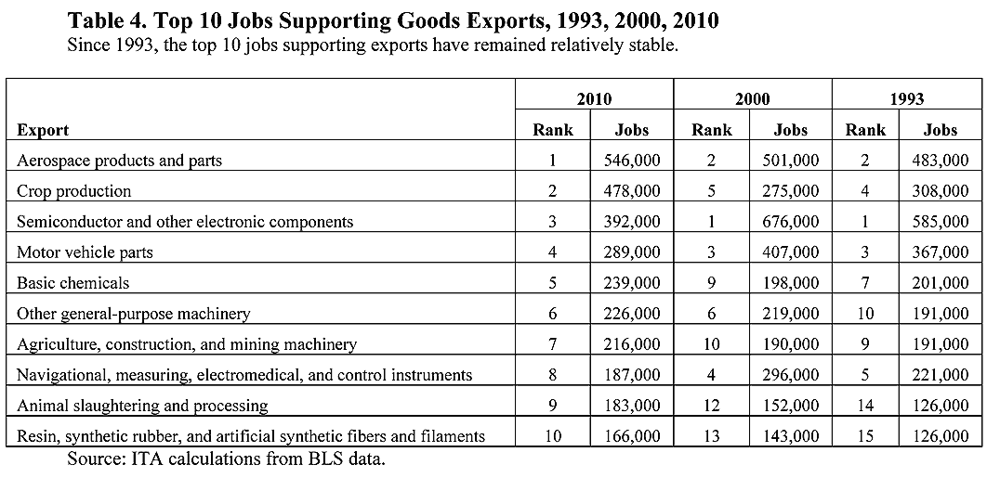 Table 4. Top 10 Jobs Supporting Goods Exports, 1993, 2000, 2010
Since 1993, the top 10 jobs supporting exports have remained relatively stable.
2010 2000 1993
Export Rank Jobs Rank Jobs Rank Jobs
Aerospace products and parts 1 546,000 2 501,000 2 483,000
Crop production 2 478,000 5 275,000 4 308,000
Semiconductor and other electronic components 3 392,000 1 676,000 1 585,000
Motor vehicle parts 4 289,000 3 407,000 3 367,000
Basic chemicals 5 239,000 9 198,000 7 201,000
Other general-purpose machinery 6 226,000 6 219,000 10 191,000
Agriculture, construction, and mining machinery 7 216,000 10 190,000 9 191,000
Navigational, measuring, electromedical, and control instruments 8 187,000 4 296,000 5 221,000
Animal slaughtering and processing 9 183,000 12 152,000 14 126,000
Resin, synthetic rubber, and artificial synthetic fibers and filaments 10 166,000 13 143,000 15 126,000
Source: ITA calculations from BLS data.